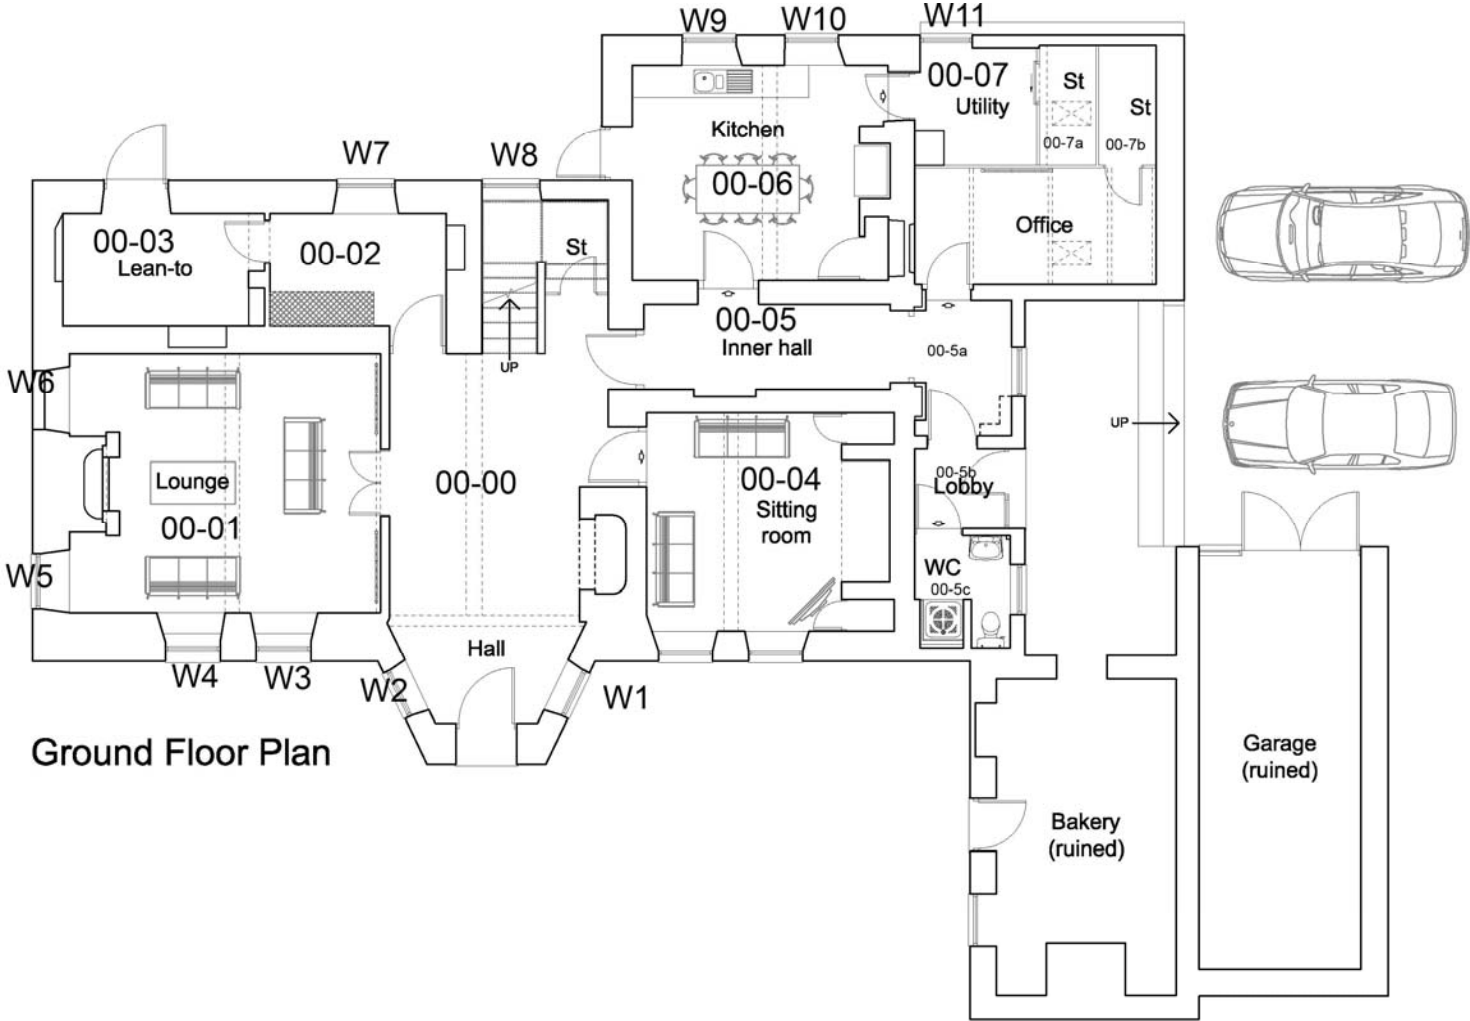 W9
W10
W11
00-07
Utility
St
St
00-7a
00-7b
Kitchen
00-06
W7
W8
00-03
Lean-to
00-02
St
Office
UP
00-05
Inner hall
00-5a
W6
UP
Lounge
00-01
00-00
00-04
Sitting
room
00-5b
Lobby
W5
WC
00-5c
Hall
W4
W3
W2
W1
Ground Floor Plan
Garage
(ruined)
Bakery
(ruined)